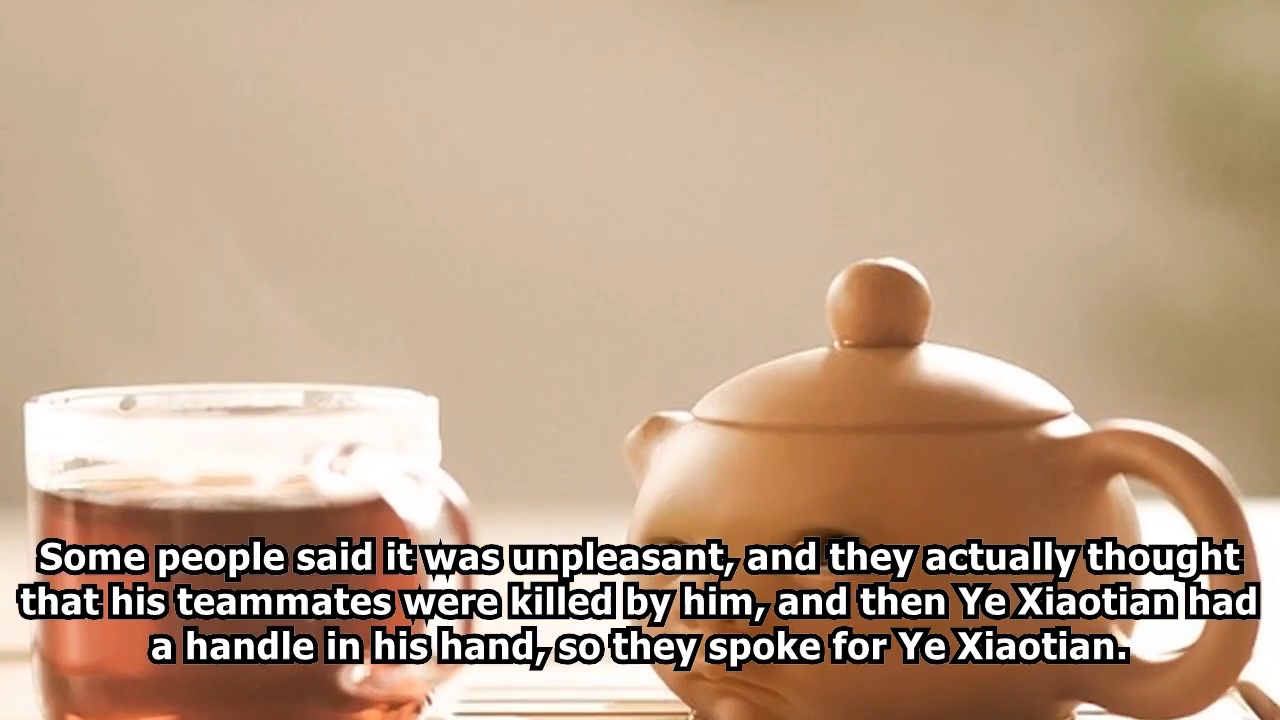 Some people said it was unpleasant, and they actually thought
that his teammates were killed by him, and then Ye Xiaotian had
a handle in his hand, so they spoke for Ye Xiaotian.